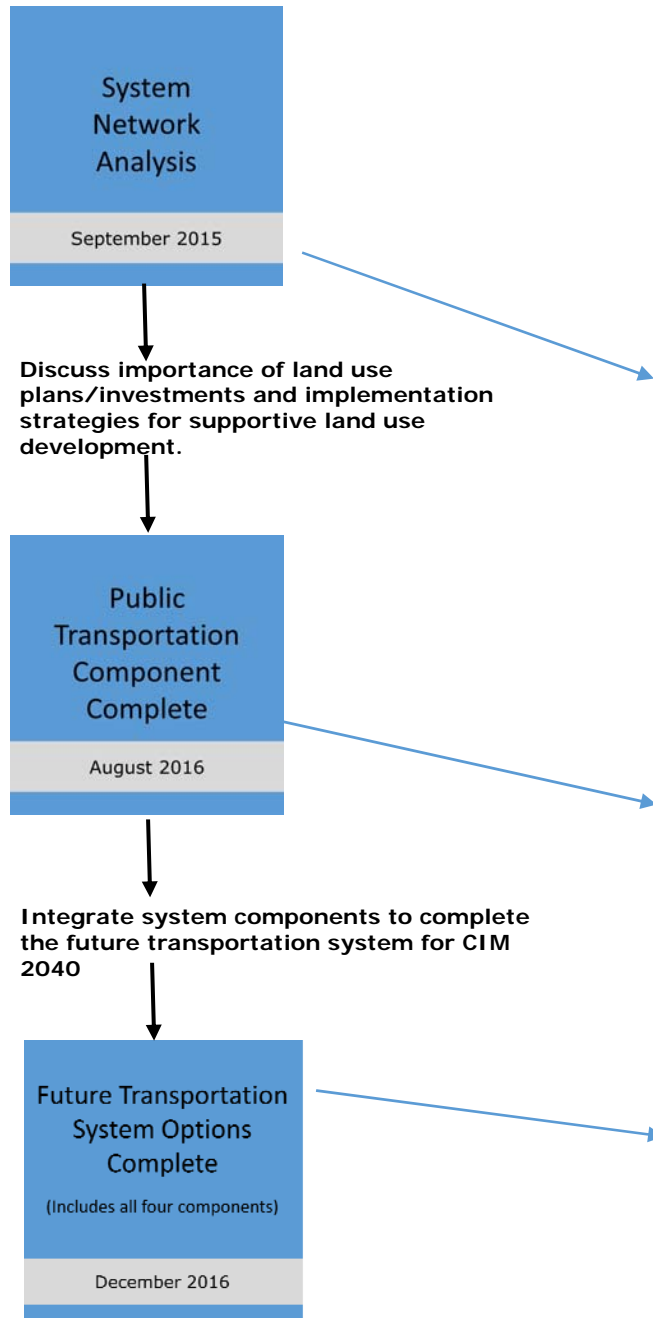 System
Network
Analysis
September 2015
Discuss importance of land use
plans/investments and implementation
strategies for supportive land use
development.
Public
Transportation
Component
Complete
August 2016
Integrate system components to complete
the future transportation system for CIM
2040
Future Transportation
System Options
Complete
(Includes all four components)
December 2016